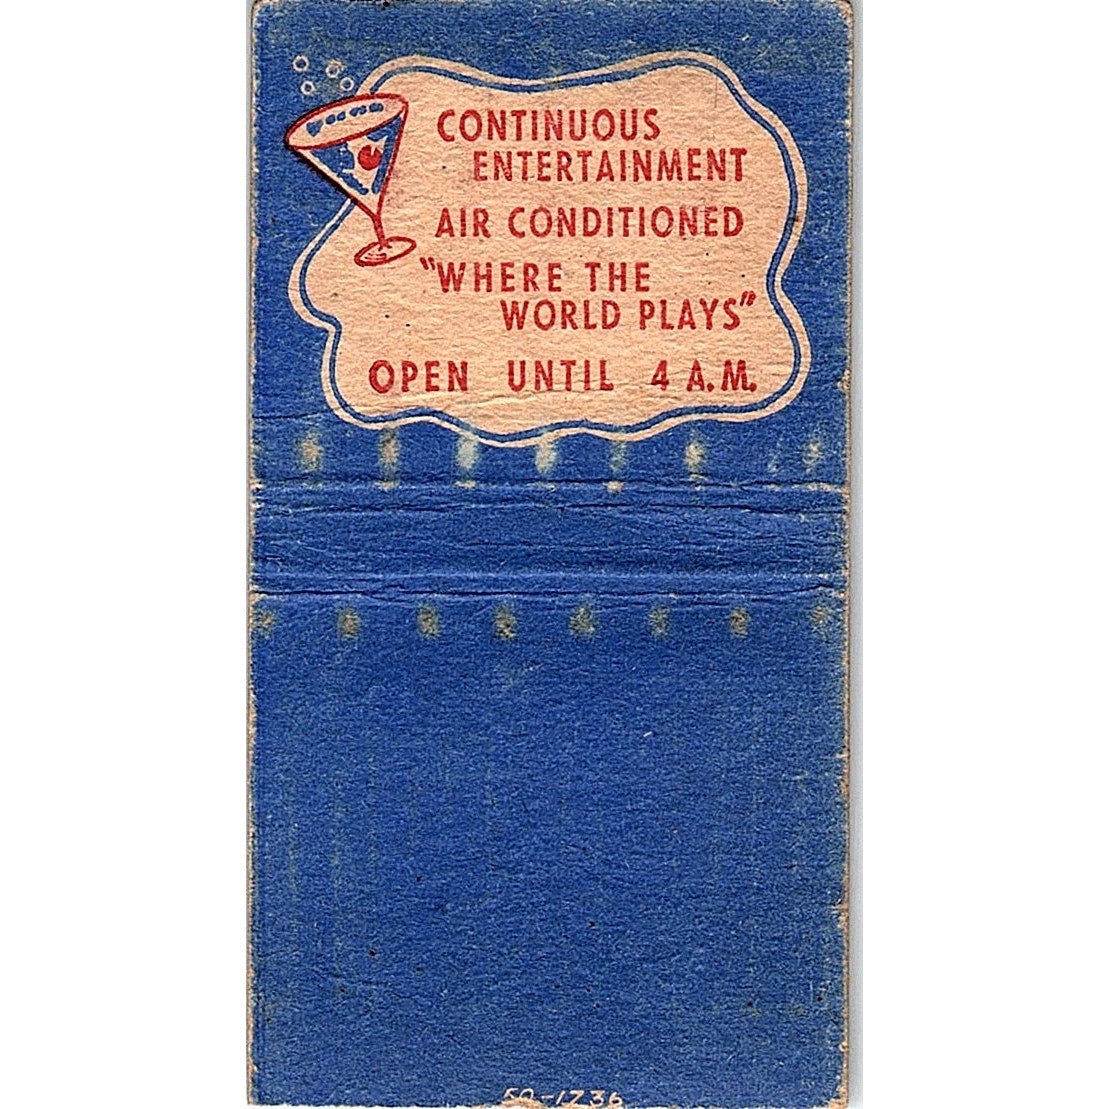 CONTINUOUS
ENTERTAINMENT
AIR CONDITIONED
"WHERE THE
WORLD PLAYS"
OPEN UNTIL 4 A.M.